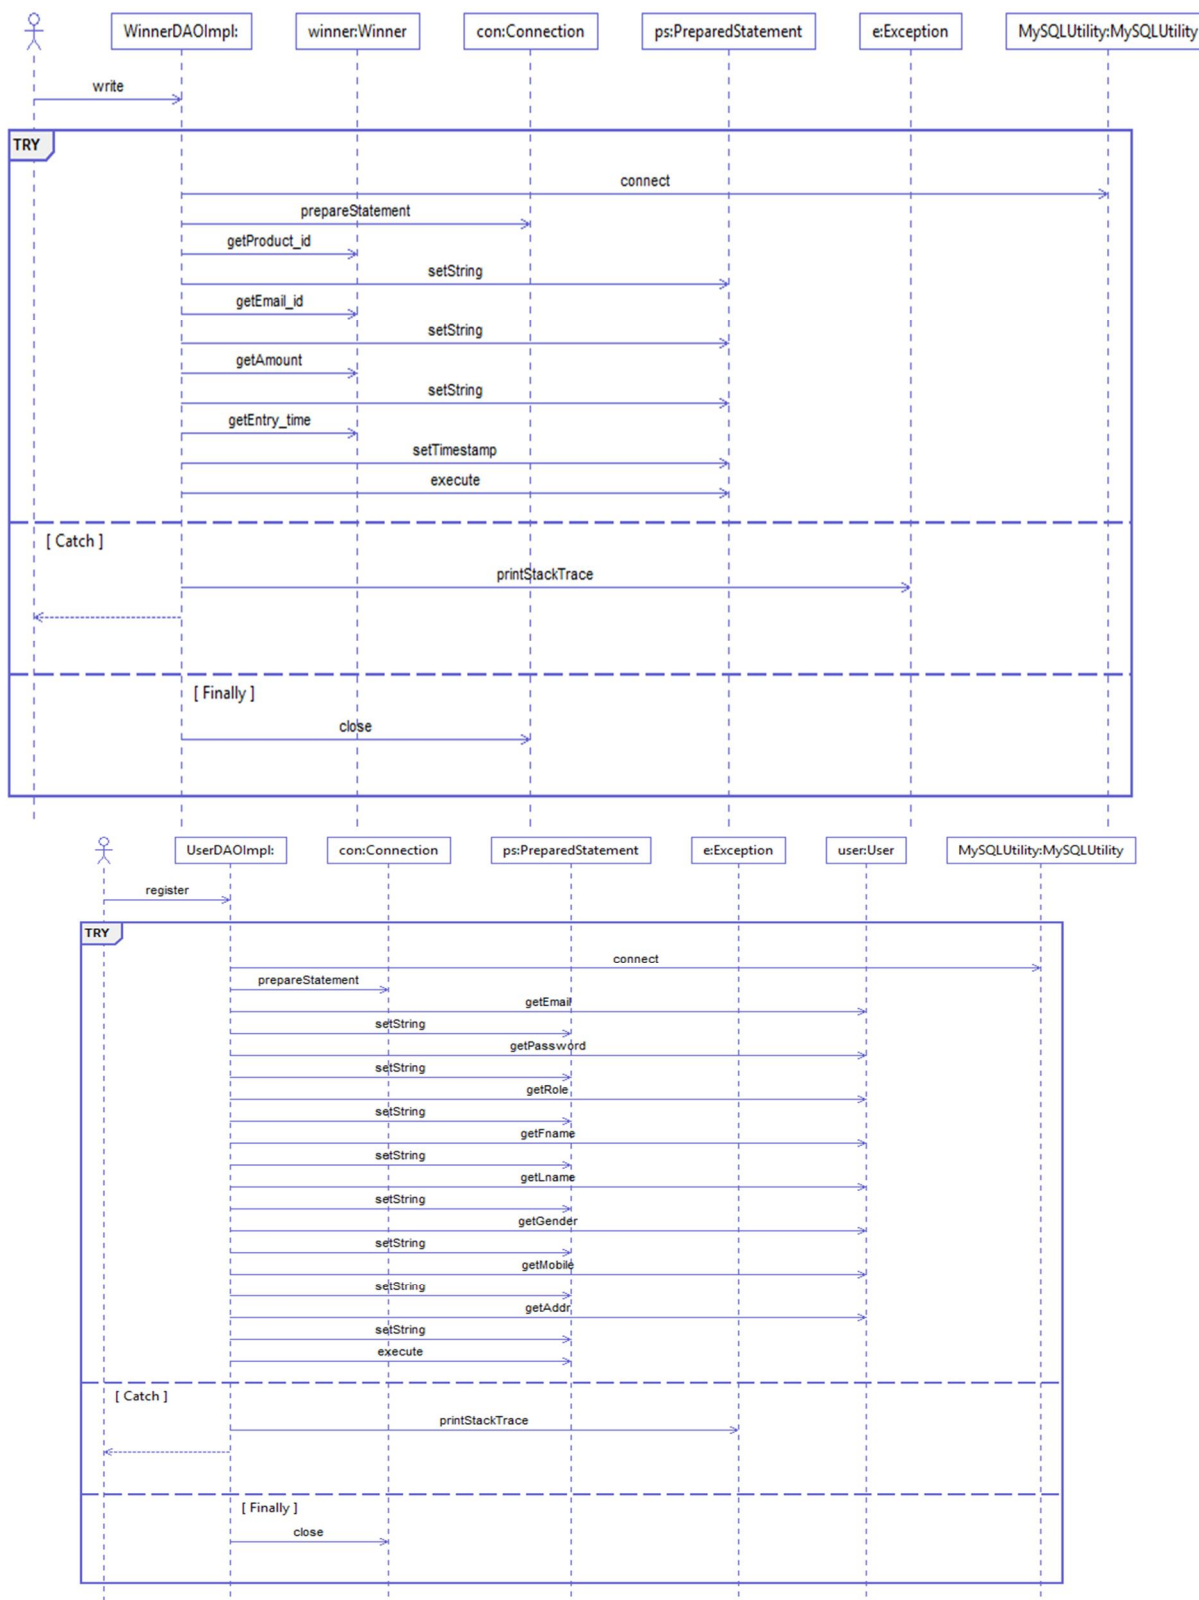 WinnerDAOImpl: winner:Winner con:Connection ps:PreparedStatement e:Exception MySQLUtility:MySQLUtility
write
TRY
connect
prepareStatement
getProduct_id
setString
getEmail_id
setString
getAmount
setString
getEntry_time
setTimestamp
execute
[ Catch ]
printStackTrace
[ Finally ]
close
UserDAOImpl: con:Connection ps:PreparedStatement e:Exception user:User MySQLUtility:MySQLUtility
register
TRY
connect
prepareStatement
getEmail
setString
getPassword
setString
getRole
setString
getFname
setString
getLname
setString
getGender
setString
getMobile
setString
getAddr
setString
execute
[ Catch ]
printStackTrace
[ Finally ]
close